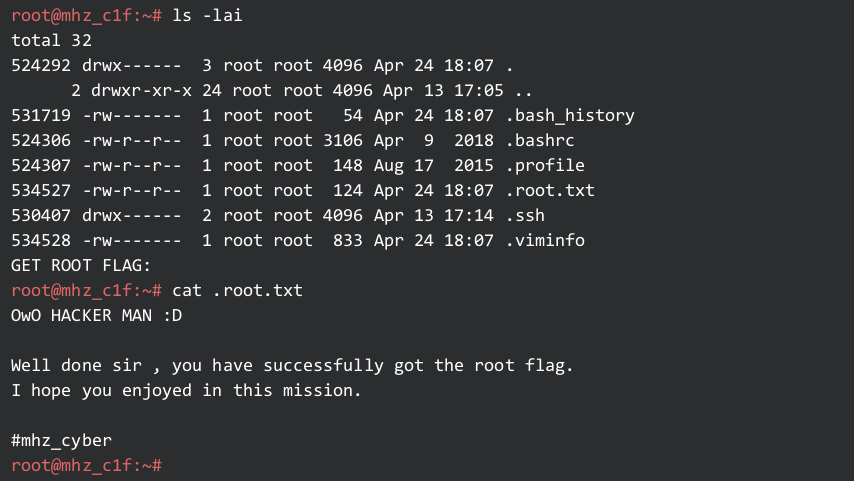 root@mhz_c1f:~# ls -lai
total 32
524292 drwx------  3 root root 4096 Apr 24 18:07 .
      2 drwxr-xr-x 24 root root 4096 Apr 13 17:05 ..
531719 -rw-------  1 root root   54 Apr 24 18:07 .bash_history
524306 -rw-r--r--  1 root root 3106 Apr  9  2018 .bashrc
524307 -rw-r--r--  1 root root  148 Aug 17  2015 .profile
534527 -rw-r--r--  1 root root  124 Apr 24 18:07 .root.txt
530407 drwx------  2 root root 4096 Apr 13 17:14 .ssh
534528 -rw-------  1 root root  833 Apr 24 18:07 .viminfo
GET ROOT FLAG:
root@mhz_c1f:~# cat .root.txt
OwO HACKER MAN :D

Well done sir , you have successfully got the root flag.
I hope you enjoyed in this mission.

#mhz_cyber
root@mhz_c1f:~#